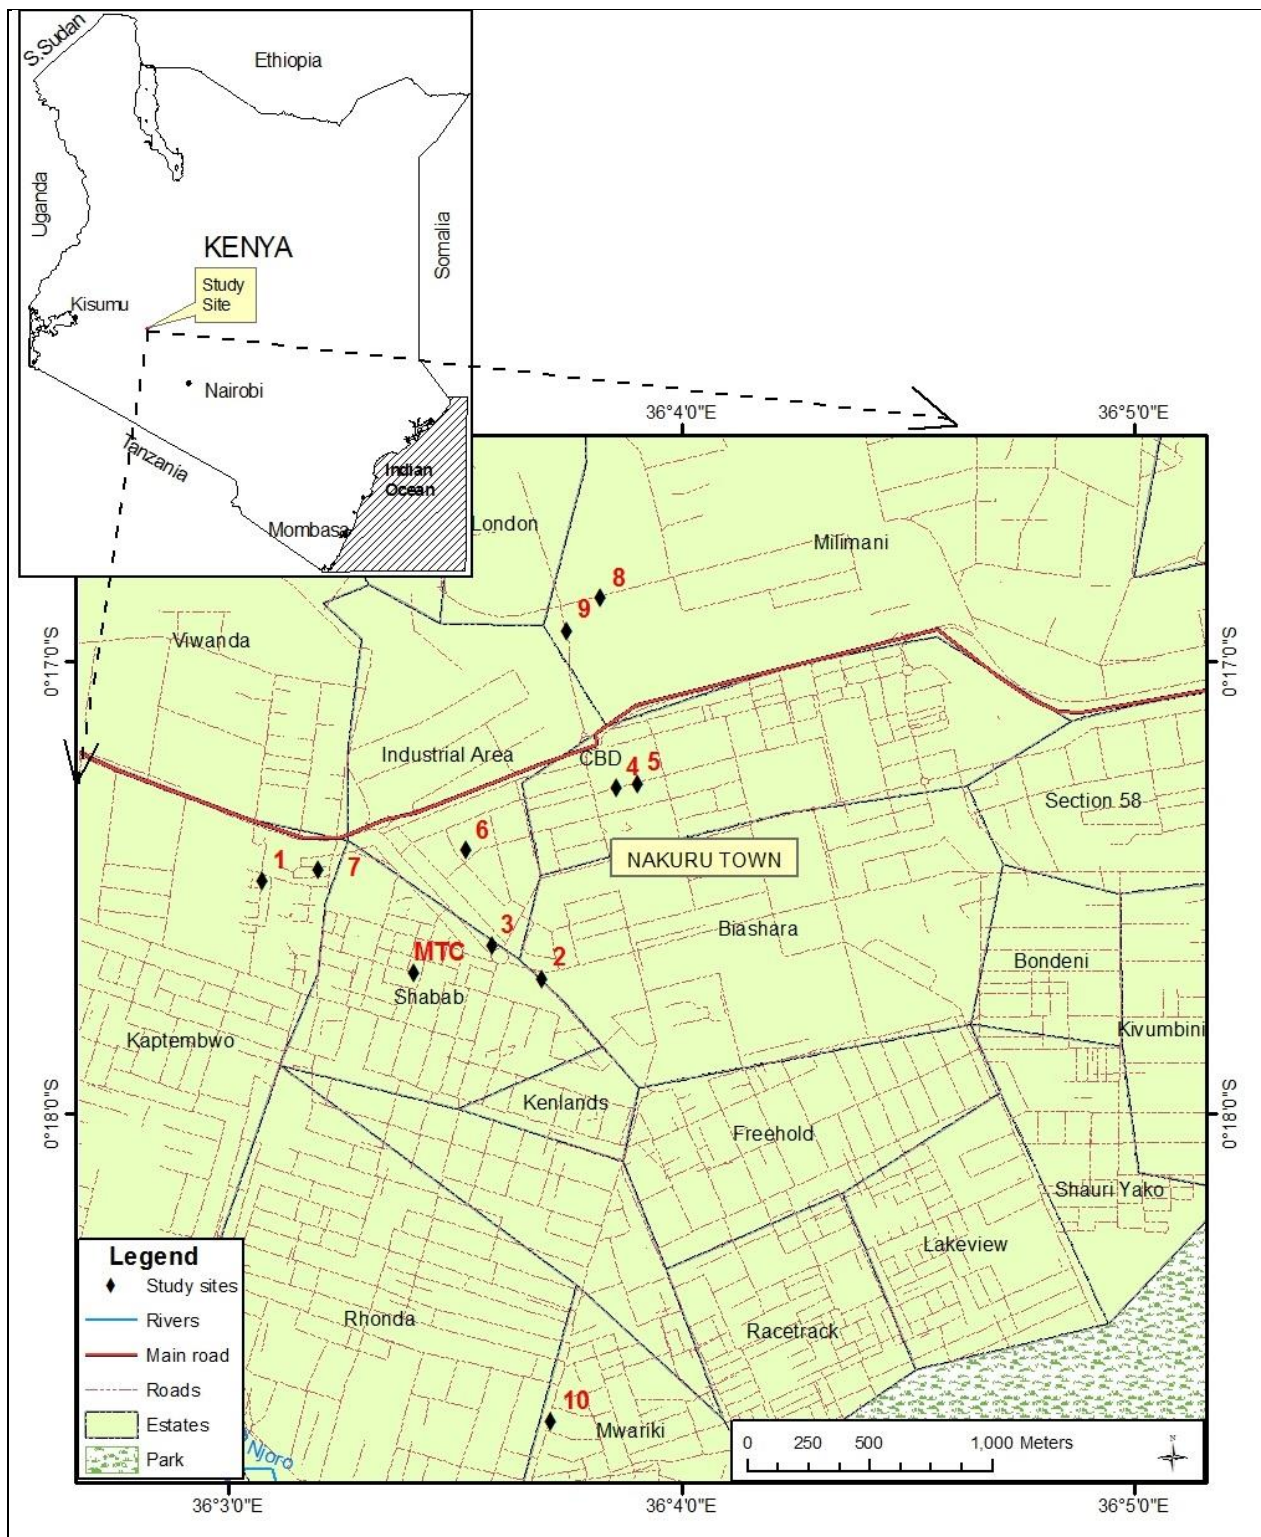 S.Sudan
Ethiopia
Uganda
Somalia
KENYA
Study
Site
Kisumu
Nairobi
Tanzania
Indian
Ocean
Mombasa
36°4'0"E
36°5'0"E
London
Milimani
8
9
0°17'0"S
0°17'0"S
Viwanda
Industrial Area
CBD
4
5
Section 58
6
NAKURU TOWN
1
7
Biashara
3
MTC
2
Bondeni
Shabab
Kivumbini
Kaptembwo
Kenlands
0°18'0"S
0°18'0"S
Freehold
Shauri Yako
Lakeview
Rhonda
Racetrack
10
Mwariki
Njoro
Legend
Study sites
Rivers
Main road
Roads
Estates
Park
0 250 500 1,000 Meters
N
36°3'0"E
36°4'0"E
36°5'0"E